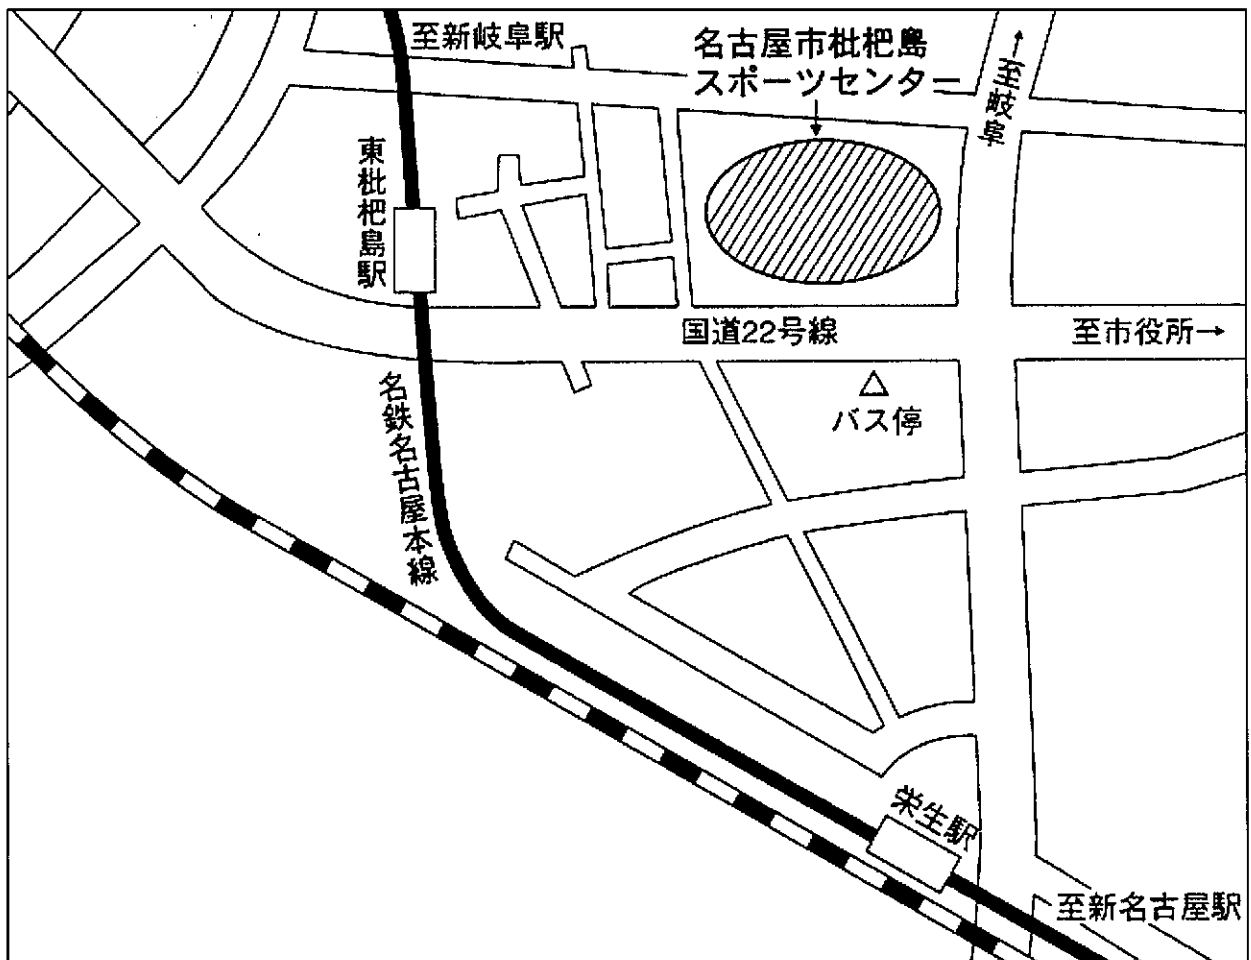 至新岐阜駅
名古屋市枇杷島
スポーツセンター
至岐阜
東枇杷島駅
国道22号線
至市役所→
バス停
名鉄名古屋本線
栄生駅
至新名古屋駅